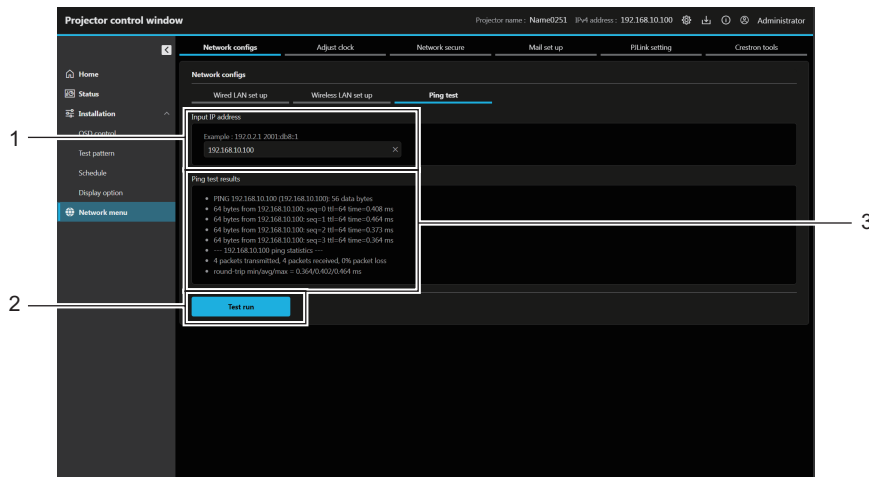 Projector control window
Projector name : Name0251 IPv4 address : 192.168.10.100 Administrator
Network configs Adjust clock Network secure Mail set up PJLink setting Crestron tools
Home
Status
Installation
OSD control
Test pattern
Schedule
Display option
Network menu
Network configs
Wired LAN set up Wireless LAN set up Ping test
1
Input IP address
Example : 192.0.2.1 2001:db8::1
192.168.10.100 ×
Ping test results
• PING 192.168.10.100 (192.168.10.100): 56 data bytes
• 64 bytes from 192.168.10.100: seq=0 ttl=64 time=0.408 ms
• 64 bytes from 192.168.10.100: seq=1 ttl=64 time=0.464 ms
• 64 bytes from 192.168.10.100: seq=2 ttl=64 time=0.373 ms
• 64 bytes from 192.168.10.100: seq=3 ttl=64 time=0.364 ms
• --- 192.168.10.100 ping statistics ---
• 4 packets transmitted, 4 packets received, 0% packet loss
• round-trip min/avg/max = 0.364/0.402/0.464 ms
3
2
Test run